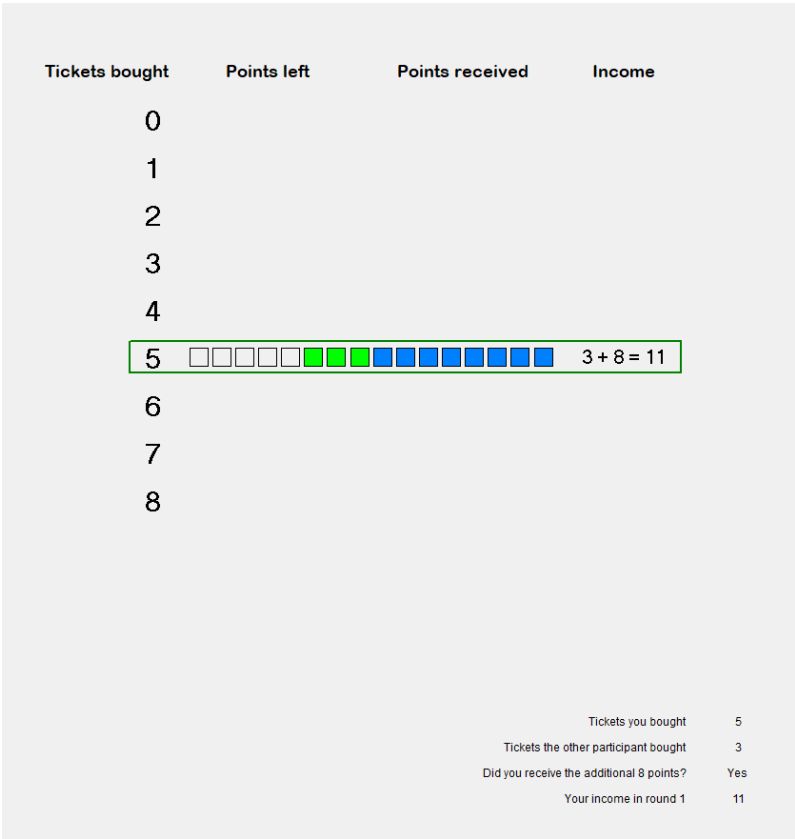 Tickets bought Points left Points received Income
0
1
2
3
4
5 3 + 8 = 11
6
7
8
Tickets you bought 5
Tickets the other participant bought 3
Did you receive the additional 8 points? Yes
Your income in round 1 11